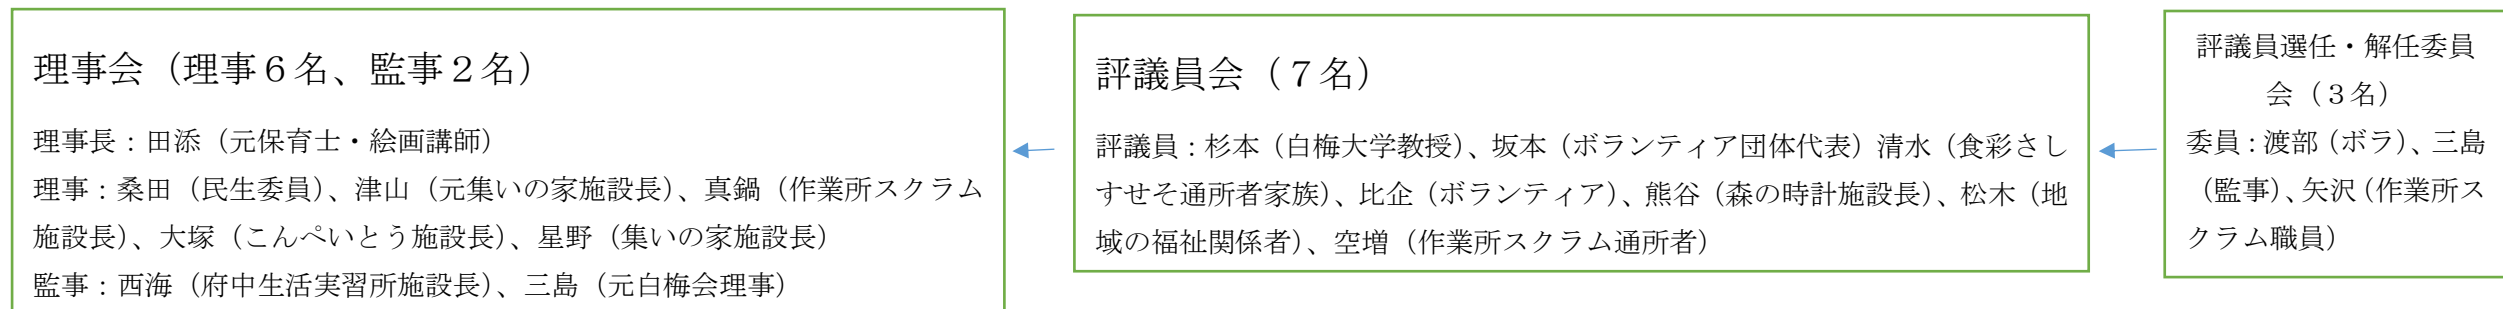 理事会（理事６名、監事２名）
理事長：田添（元保育士・絵画講師）
理事：桑田（民生委員）、津山（元集いの家施設長）、真鍋（作業所スクラム
施設長）、大塚（こんぺいとう施設長）、星野（集いの家施設長）
監事：西海（府中生活実習所施設長）、三島（元白梅会理事）
評議員会（７名）
評議員：杉本（白梅大学教授）、坂本（ボランティア団体代表）清水（食彩さし
すせそ通所者家族）、比企（ボランティア）、熊谷（森の時計施設長）、松木（地
域の福祉関係者）、空増（作業所スクラム通所者）
評議員選任・解任委員
会（３名）
委員：渡部（ボラ）、三島
（監事）、矢沢（作業所ス
クラム職員）